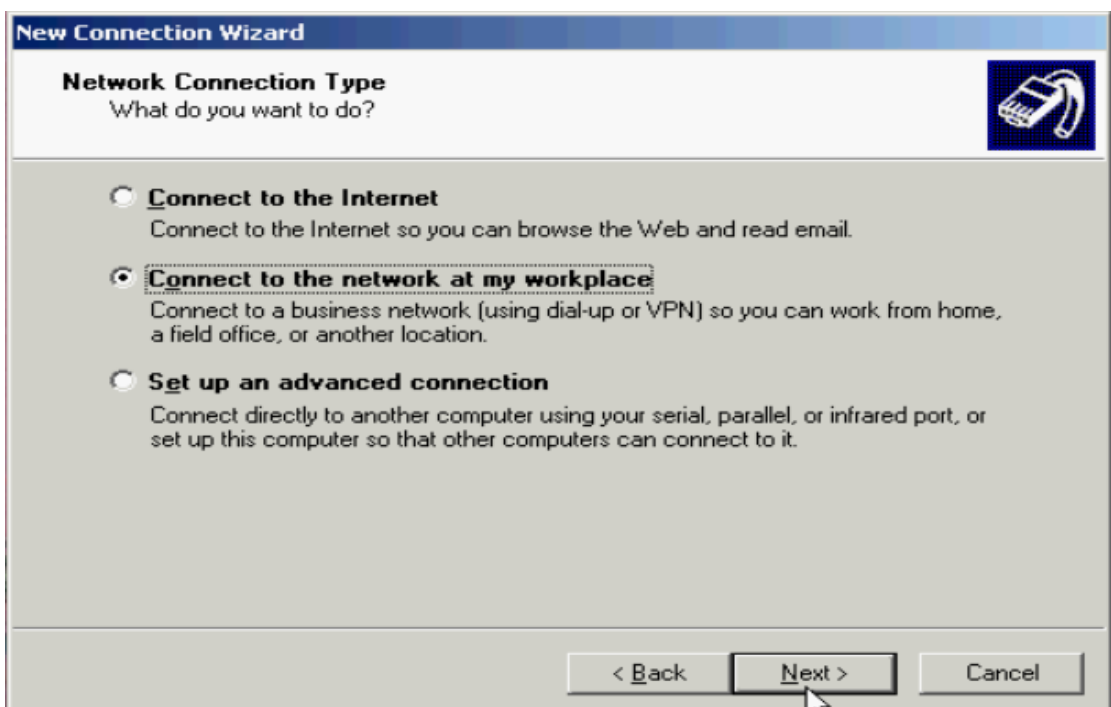 New Connection Wizard
Network Connection Type
What do you want to do?
Connect to the Internet
Connect to the Internet so you can browse the Web and read email.
Connect to the network at my workplace
Connect to a business network (using dial-up or VPN) so you can work from home,
a field office, or another location.
Set up an advanced connection
Connect directly to another computer using your serial, parallel, or infrared port, or
set up this computer so that other computers can connect to it.
< Back
Next >
Cancel